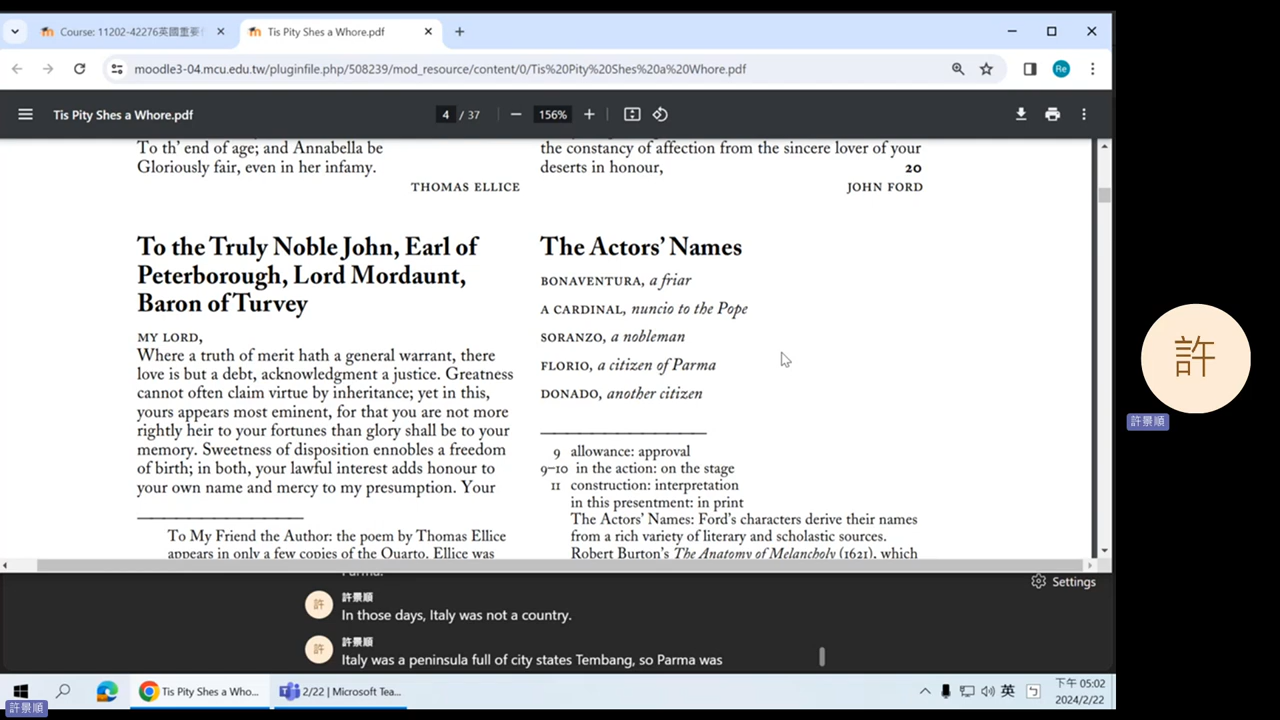 Course: 11202-42276英國重要
Tis Pity Shes a Whore.pdf
moodle3-04.mcu.edu.tw/pluginfile.php/508239/mod_resource/content/0/Tis%20Pity%20Shes%20a%20Whore.pdf
Re
Tis Pity Shes a Whore.pdf
4 / 37
156%
To th' end of age; and Annabella be
Gloriously fair, even in her infamy.
THOMAS ELLICE
To the Truly Noble John, Earl of
Peterborough, Lord Mordaunt,
Baron of Turvey
MY LORD,
Where a truth of merit hath a general warrant, there
love is but a debt, acknowledgment a justice. Greatness
cannot often claim virtue by inheritance; yet in this,
yours appears most eminent, for that you are not more
rightly heir to your fortunes than glory shall be to your
memory. Sweetness of disposition ennobles a freedom
of birth; in both, your lawful interest adds honour to
your own name and mercy to my presumption. Your
To My Friend the Author: the poem by Thomas Ellice
appears in only a few copies of the Quarto. Ellice was
the constancy of affection from the sincere lover of your
deserts in honour, 20
JOHN FORD
The Actors' Names
BONAVENTURA, a friar
A CARDINAL, nuncio to the Pope
SORANZO, a nobleman
FLORIO, a citizen of Parma
DONADO, another citizen
9 allowance: approval
9–10 in the action: on the stage
11 construction: interpretation
in this presentment: in print
The Actors' Names: Ford's characters derive their names
from a rich variety of literary and scholastic sources.
Robert Burton's The Anatomy of Melancholy (1621), which
Parma.
Settings
許
許景順
In those days, Italy was not a country.
許
許景順
Italy was a peninsula full of city states Tembang, so Parma was
許
許景順
Tis Pity Shes a Who...
2/22 | Microsoft Tea...
英
下午 05:02
2024/2/22
許景順